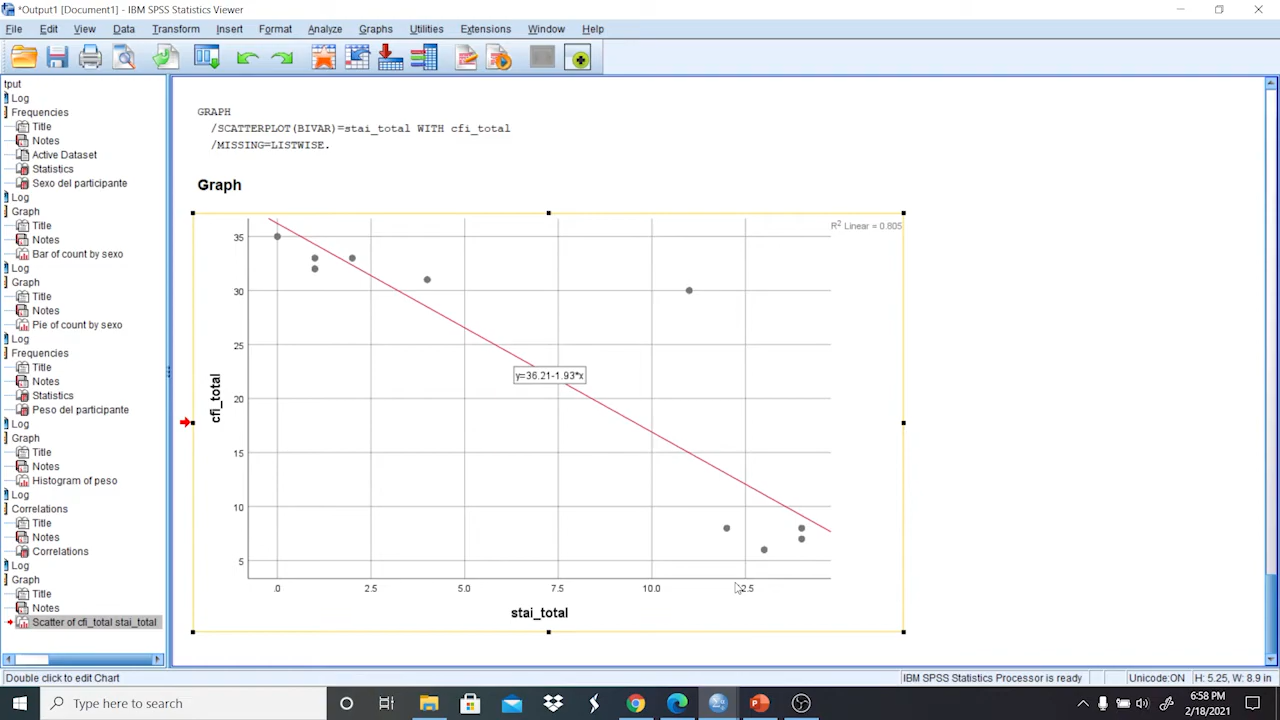 *Output1 [Document1] - IBM SPSS Statistics Viewer
File Edit View Data Transform Insert Format Analyze Graphs Utilities Extensions Window Help
tput
Log
Frequencies
Title
Notes
Active Dataset
Statistics
Sexo del participante
Log
Graph
Title
Notes
Bar of count by sexo
Log
Graph
Title
Notes
Pie of count by sexo
Log
Frequencies
Title
Notes
Statistics
Peso del participante
Log
Graph
Title
Notes
Histogram of peso
Log
Correlations
Title
Notes
Correlations
Log
Graph
Title
Notes
Scatter of cfi_total stai_total
GRAPH
/SCATTERPLOT(BIVAR)=stai_total WITH cfi_total
/MISSING=LISTWISE.
Graph
R² Linear = 0.805
35
30
25
20
15
10
5
cfi_total
y=36.21-1.93*x
.0 2.5 5.0 7.5 10.0 2.5
stai_total
Double click to edit Chart
IBM SPSS Statistics Processor is ready
Unicode:ON
H: 5.25, W: 8.9 in
Type here to search
6:58 PM
2/18/2021